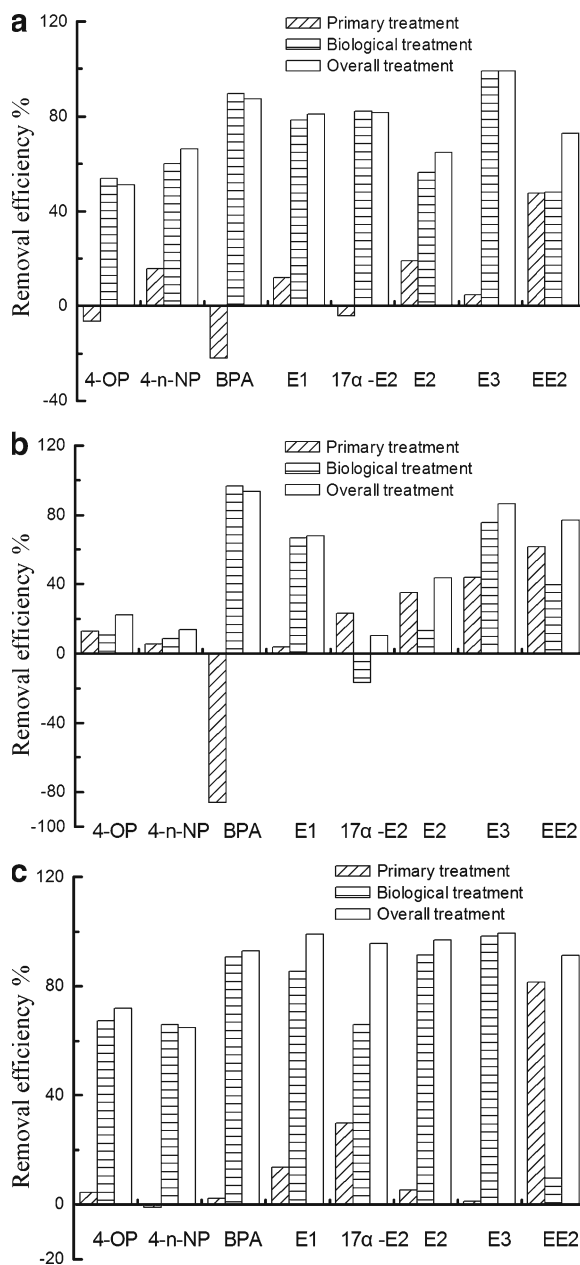 a
120
80
40
0
-40
Removal efficiency %
Primary treatment
Biological treatment
Overall treatment
4-OP 4-n-NP BPA E1 17α -E2 E2 E3 EE2
b
120
80
40
0
-40
-80
-100
Removal efficiency %
Primary treatment
Biological treatment
Overall treatment
4-OP 4-n-NP BPA E1 17α -E2 E2 E3 EE2
c
120
80
40
0
-20
Removal efficiency %
Primary treatment
Biological treatment
Overall treatment
4-OP 4-n-NP BPA E1 17α -E2 E2 E3 EE2